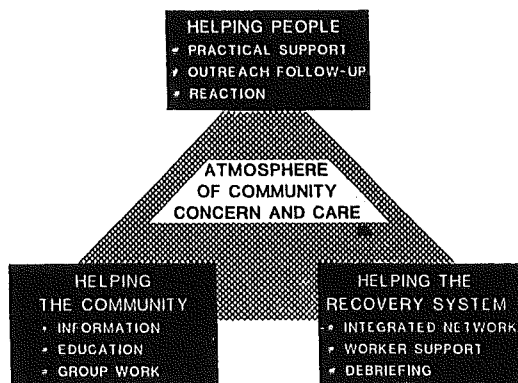 HELPING PEOPLE
* PRACTICAL SUPPORT
* OUTREACH FOLLOW-UP
* REACTION
ATMOSPHERE
OF COMMUNITY
CONCERN AND CARE
HELPING
THE COMMUNITY
* INFORMATION
* EDUCATION
* GROUP WORK
HELPING THE
RECOVERY SYSTEM
* INTEGRATED NETWORK
* WORKER SUPPORT
* DEBRIEFING